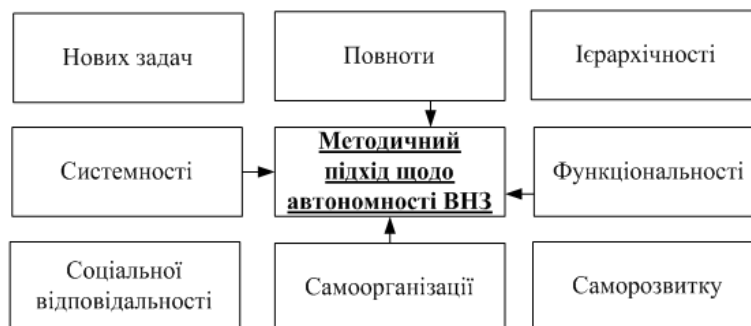 Нових задач
Повноти
Ієрархічності
Системності
Методичний
підхід щодо
автономності ВНЗ
Функціональності
Соціальної
відповідальності
Самоорганізації
Саморозвитку